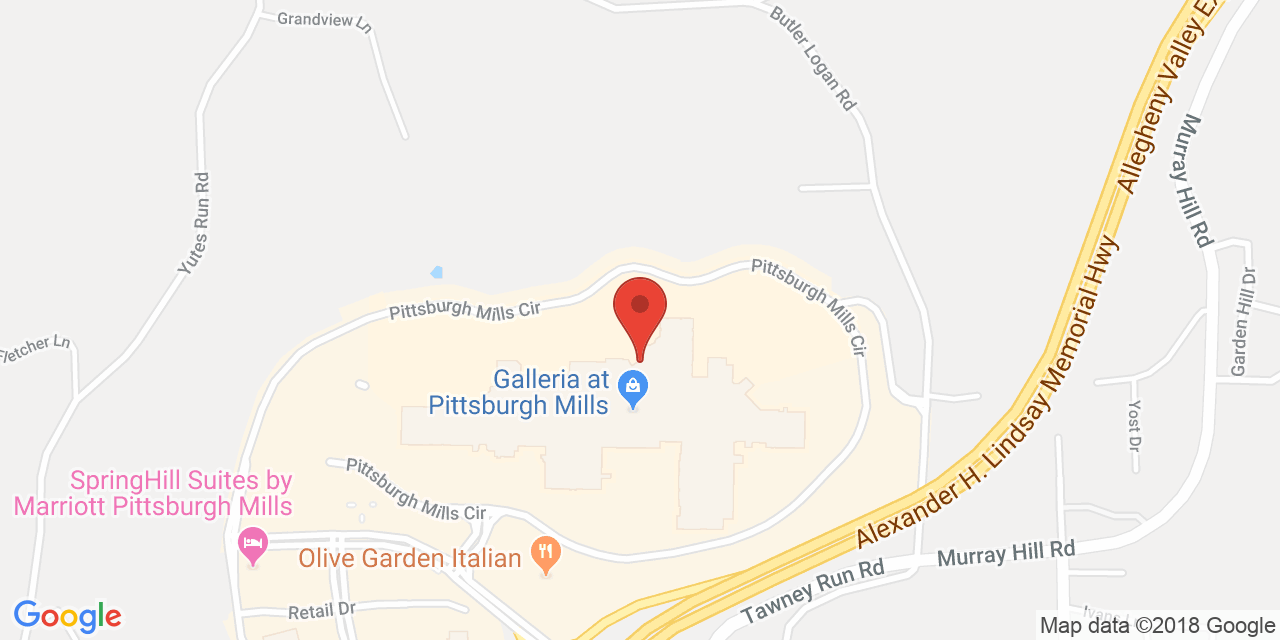 Grandview Ln
Butler Logan Rd
Allegheny Valley Ex
Murray Hill Rd
Yutes Run Rd
Pittsburgh Mills Cir
Pittsburgh Mills Cir
Alexander H. Lindsay Memorial Hwy
Garden Hill Dr
Fletcher Ln
Galleria at
Pittsburgh Mills
Yost Dr
SpringHill Suites by
Marriott Pittsburgh Mills
Pittsburgh Mills Cir
Olive Garden Italian
Murray Hill Rd
Tawney Run Rd
Retail Dr
Google
Map data ©2018 Google